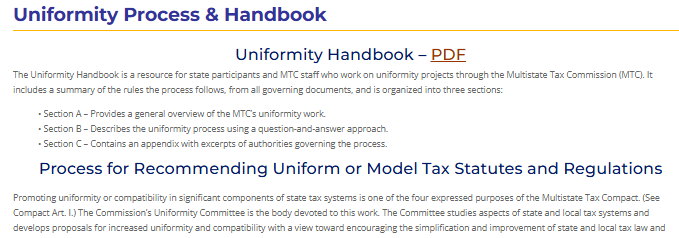 Uniformity Process & Handbook
Uniformity Handbook – PDF
The Uniformity Handbook is a resource for state participants and MTC staff who work on uniformity projects through the Multistate Tax Commission (MTC). It
includes a summary of the rules the process follows, from all governing documents, and is organized into three sections:
• Section A – Provides a general overview of the MTC's uniformity work.
• Section B – Describes the uniformity process using a question-and-answer approach.
• Section C – Contains an appendix with excerpts of authorities governing the process.
Process for Recommending Uniform or Model Tax Statutes and Regulations
Promoting uniformity or compatibility in significant components of state tax systems is one of the four expressed purposes of the Multistate Tax Compact. (See
Compact Art. I.) The Commission's Uniformity Committee is the body devoted to this work. The Committee studies aspects of state and local tax systems and
develops proposals for increased uniformity and compatibility with a view toward encouraging the simplification and improvement of state and local tax law and